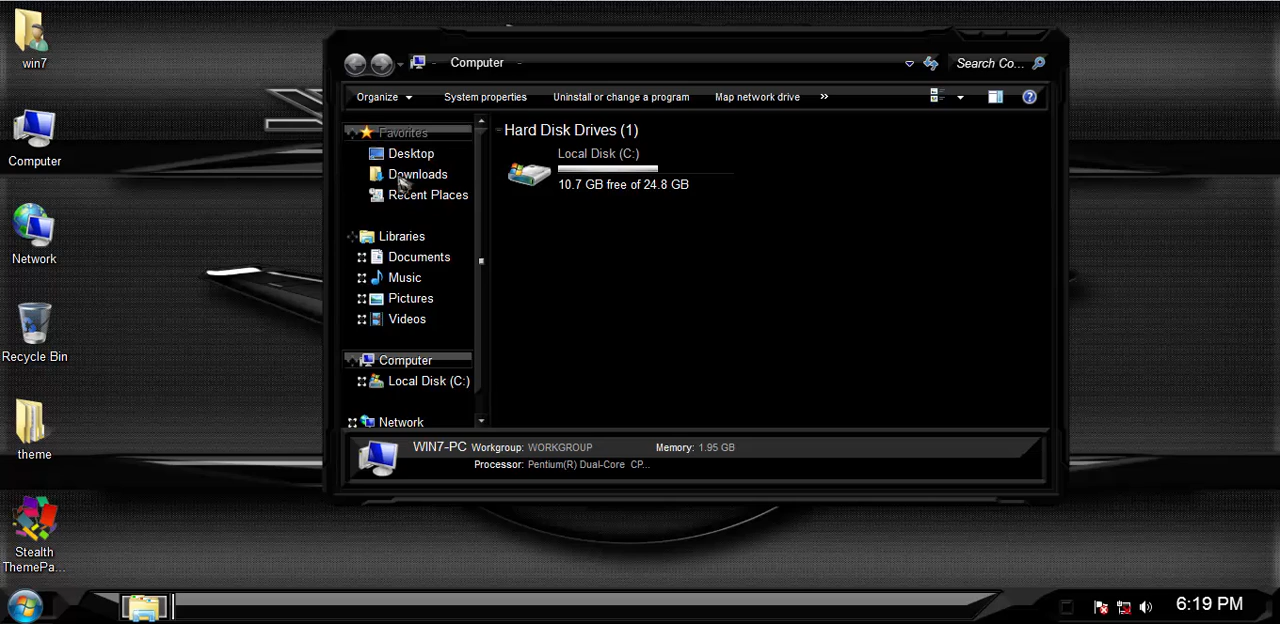 win7
Computer
Network
Recycle Bin
theme
Stealth
ThemePa...
Computer
Search Co...
Organize
System properties
Uninstall or change a program
Map network drive
»
Favorites
Desktop
Downloads
Recent Places
Libraries
Documents
Music
Pictures
Videos
Computer
Local Disk (C:)
Network
Hard Disk Drives (1)
Local Disk (C:)
10.7 GB free of 24.8 GB
WIN7-PC Workgroup: WORKGROUP Memory: 1.95 GB
Processor: Pentium(R) Dual-Core CP...
6:19 PM